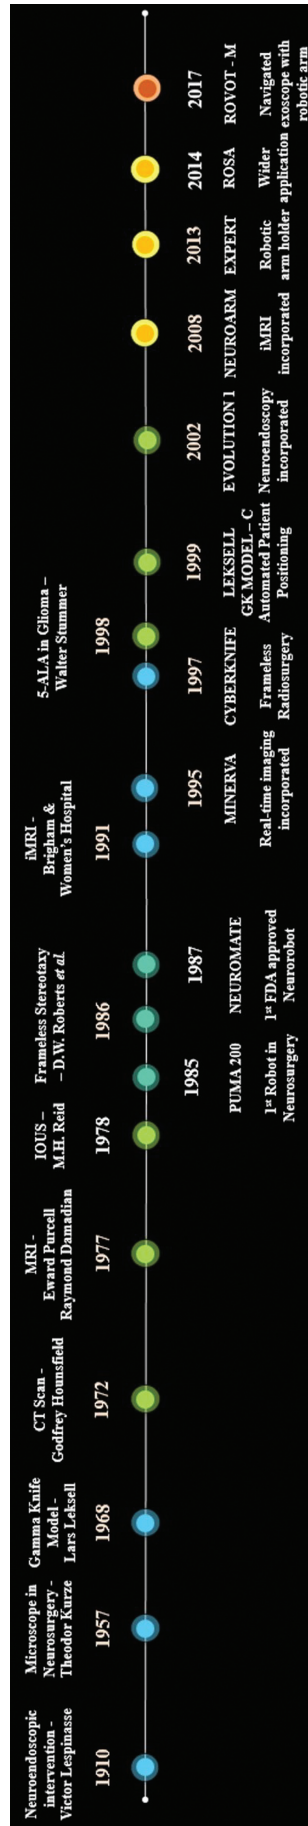 Neuroendoscopic
intervention -
Victor Lespinasse
1910
Microscope in
Neurosurgery -
Theodor Kurze
1957
Gamma Knife
Model -
Lars Leksell
1968
CT Scan -
Godfrey Hounsfield
1972
MRI -
Eward Purcell
Raymond Damadian
1977
IOUS –
M.H. Reid
1978
Frameless Stereotaxy
– D.W. Roberts et al.
1986
iMRI -
Brigham &
Women's Hospital
1991
5-ALA in Glioma –
Walter Stummer
1998
1985
PUMA 200
1st Robot in
Neurosurgery
1987
NEUROMATE
1st FDA approved
Neurorobot
1995
MINERVA
Real-time imaging
incorporated
1997
CYBERKNIFE
Frameless
Radiosurgery
1999
LEKSELL
GK MODEL – C
Automated Patient
Positioning
2002
EVOLUTION 1
Neuroendoscopy
incorporated
2008
NEUROARM
iMRI
incorporated
2013
EXPERT
Robotic
arm holder
2014
ROSA
Wider
application
2017
ROVOT - M
Navigated
exoscope with
robotic arm